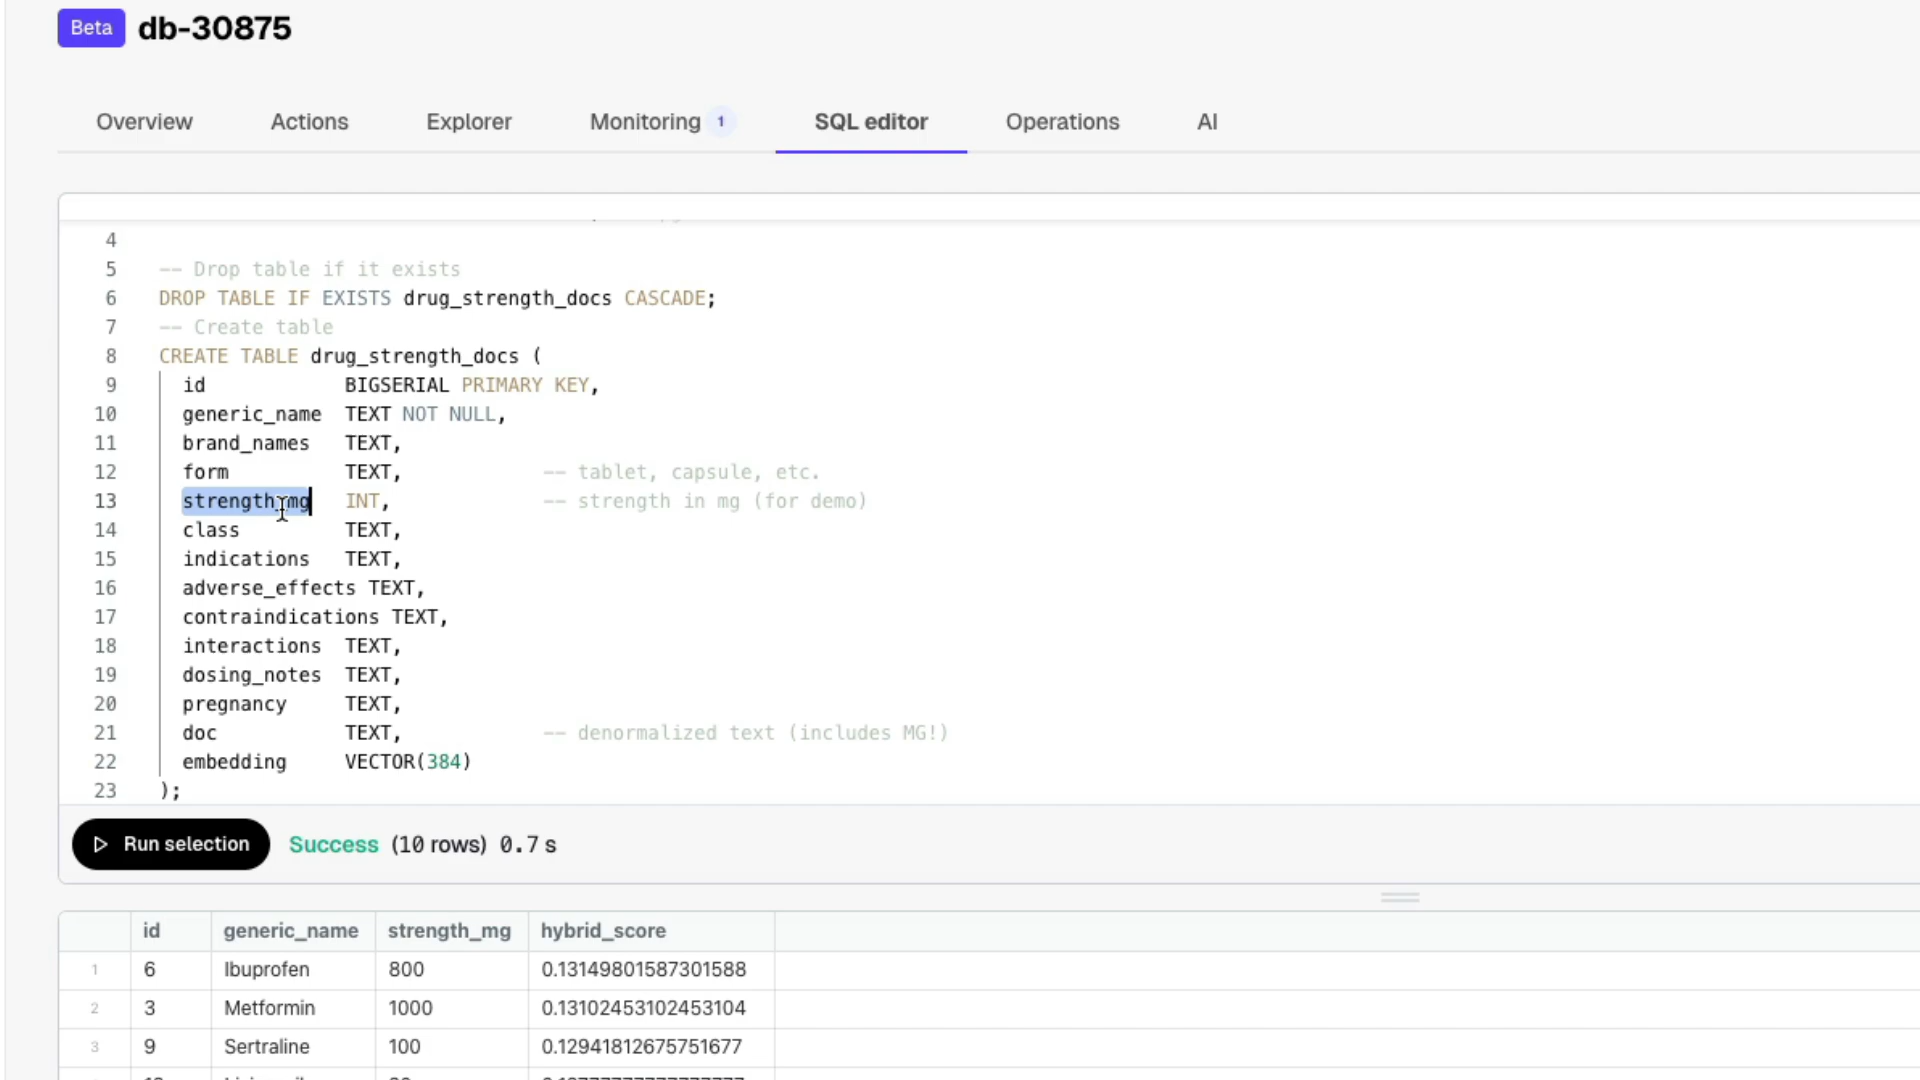 Beta db-30875
Overview Actions Explorer Monitoring 1 SQL editor Operations AI
4
5 -- Drop table if it exists
6 DROP TABLE IF EXISTS drug_strength_docs CASCADE;
7 -- Create table
8 CREATE TABLE drug_strength_docs (
9 id BIGSERIAL PRIMARY KEY,
10 generic_name TEXT NOT NULL,
11 brand_names TEXT,
12 form TEXT, -- tablet, capsule, etc.
13 strength_mg INT, -- strength in mg (for demo)
14 class TEXT,
15 indications TEXT,
16 adverse_effects TEXT,
17 contraindications TEXT,
18 interactions TEXT,
19 dosing_notes TEXT,
20 pregnancy TEXT,
21 doc TEXT, -- denormalized text (includes MG!)
22 embedding VECTOR(384)
23 );
Run selection Success (10 rows) 0.7 s
id generic_name strength_mg hybrid_score
1 6 Ibuprofen 800 0.13149801587301588
2 3 Metformin 1000 0.13102453102453104
3 9 Sertraline 100 0.12941812675751677